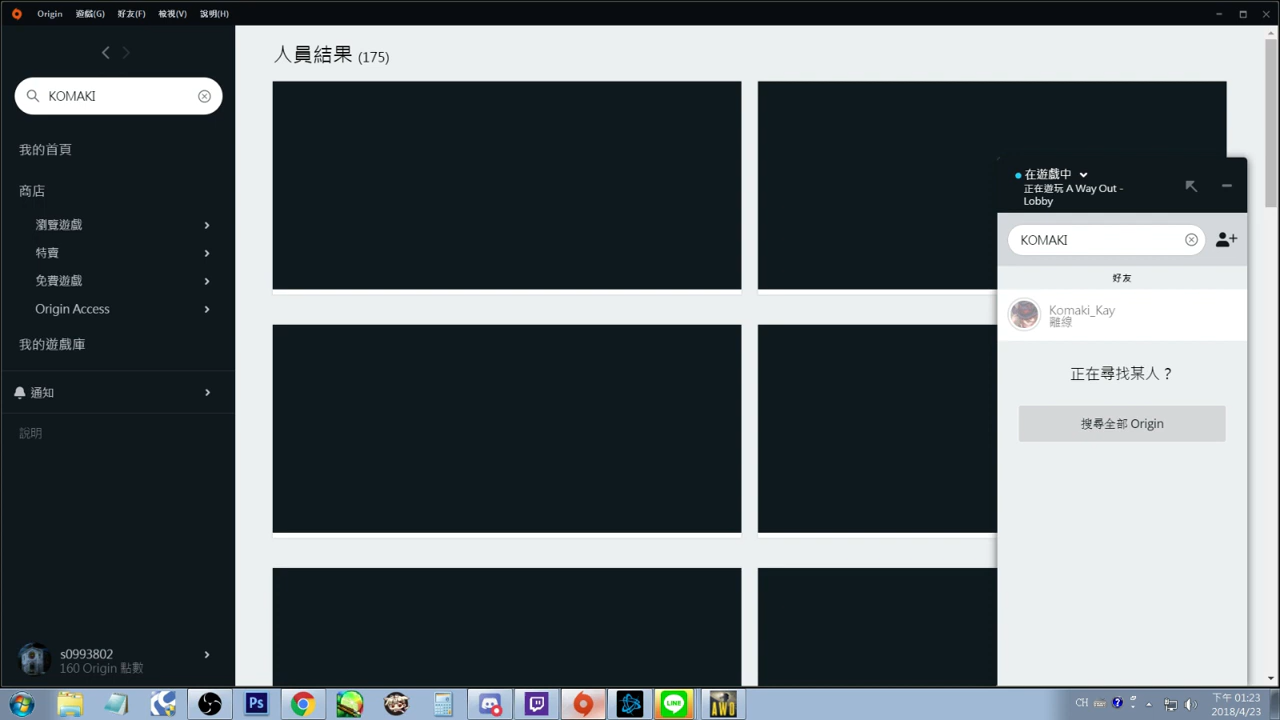 Origin 遊戲(G) 好友(F) 檢視(V) 說明(H)
KOMAKI
我的首頁
商店
瀏覽遊戲
特賣
免費遊戲
Origin Access
我的遊戲庫
通知
說明
s0993802
160 Origin 點數
人員結果 (175)
在遊戲中
正在遊玩 A Way Out -
Lobby
KOMAKI
好友
Komaki_Kay
離線
正在尋找某人？
搜尋全部 Origin
Ps
LINE
AWO
CH
下午 01:23
2018/4/23